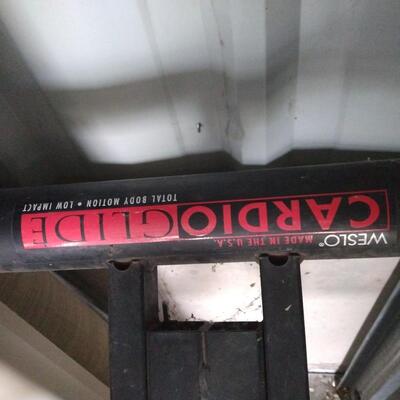 WESLO® MADE IN THE U.S.A.
CARDIOGLIDE
TOTAL BODY MOTION • LOW IMPACT